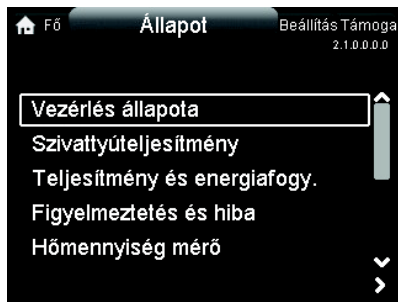 Fő Állapot Beállítás Támoga
2.1.0.0.0.0
Vezérlés állapota
Szivattyúteljesítmény
Teljesítmény és energiafogy.
Figyelmeztetés és hiba
Hőmennyiség mérő